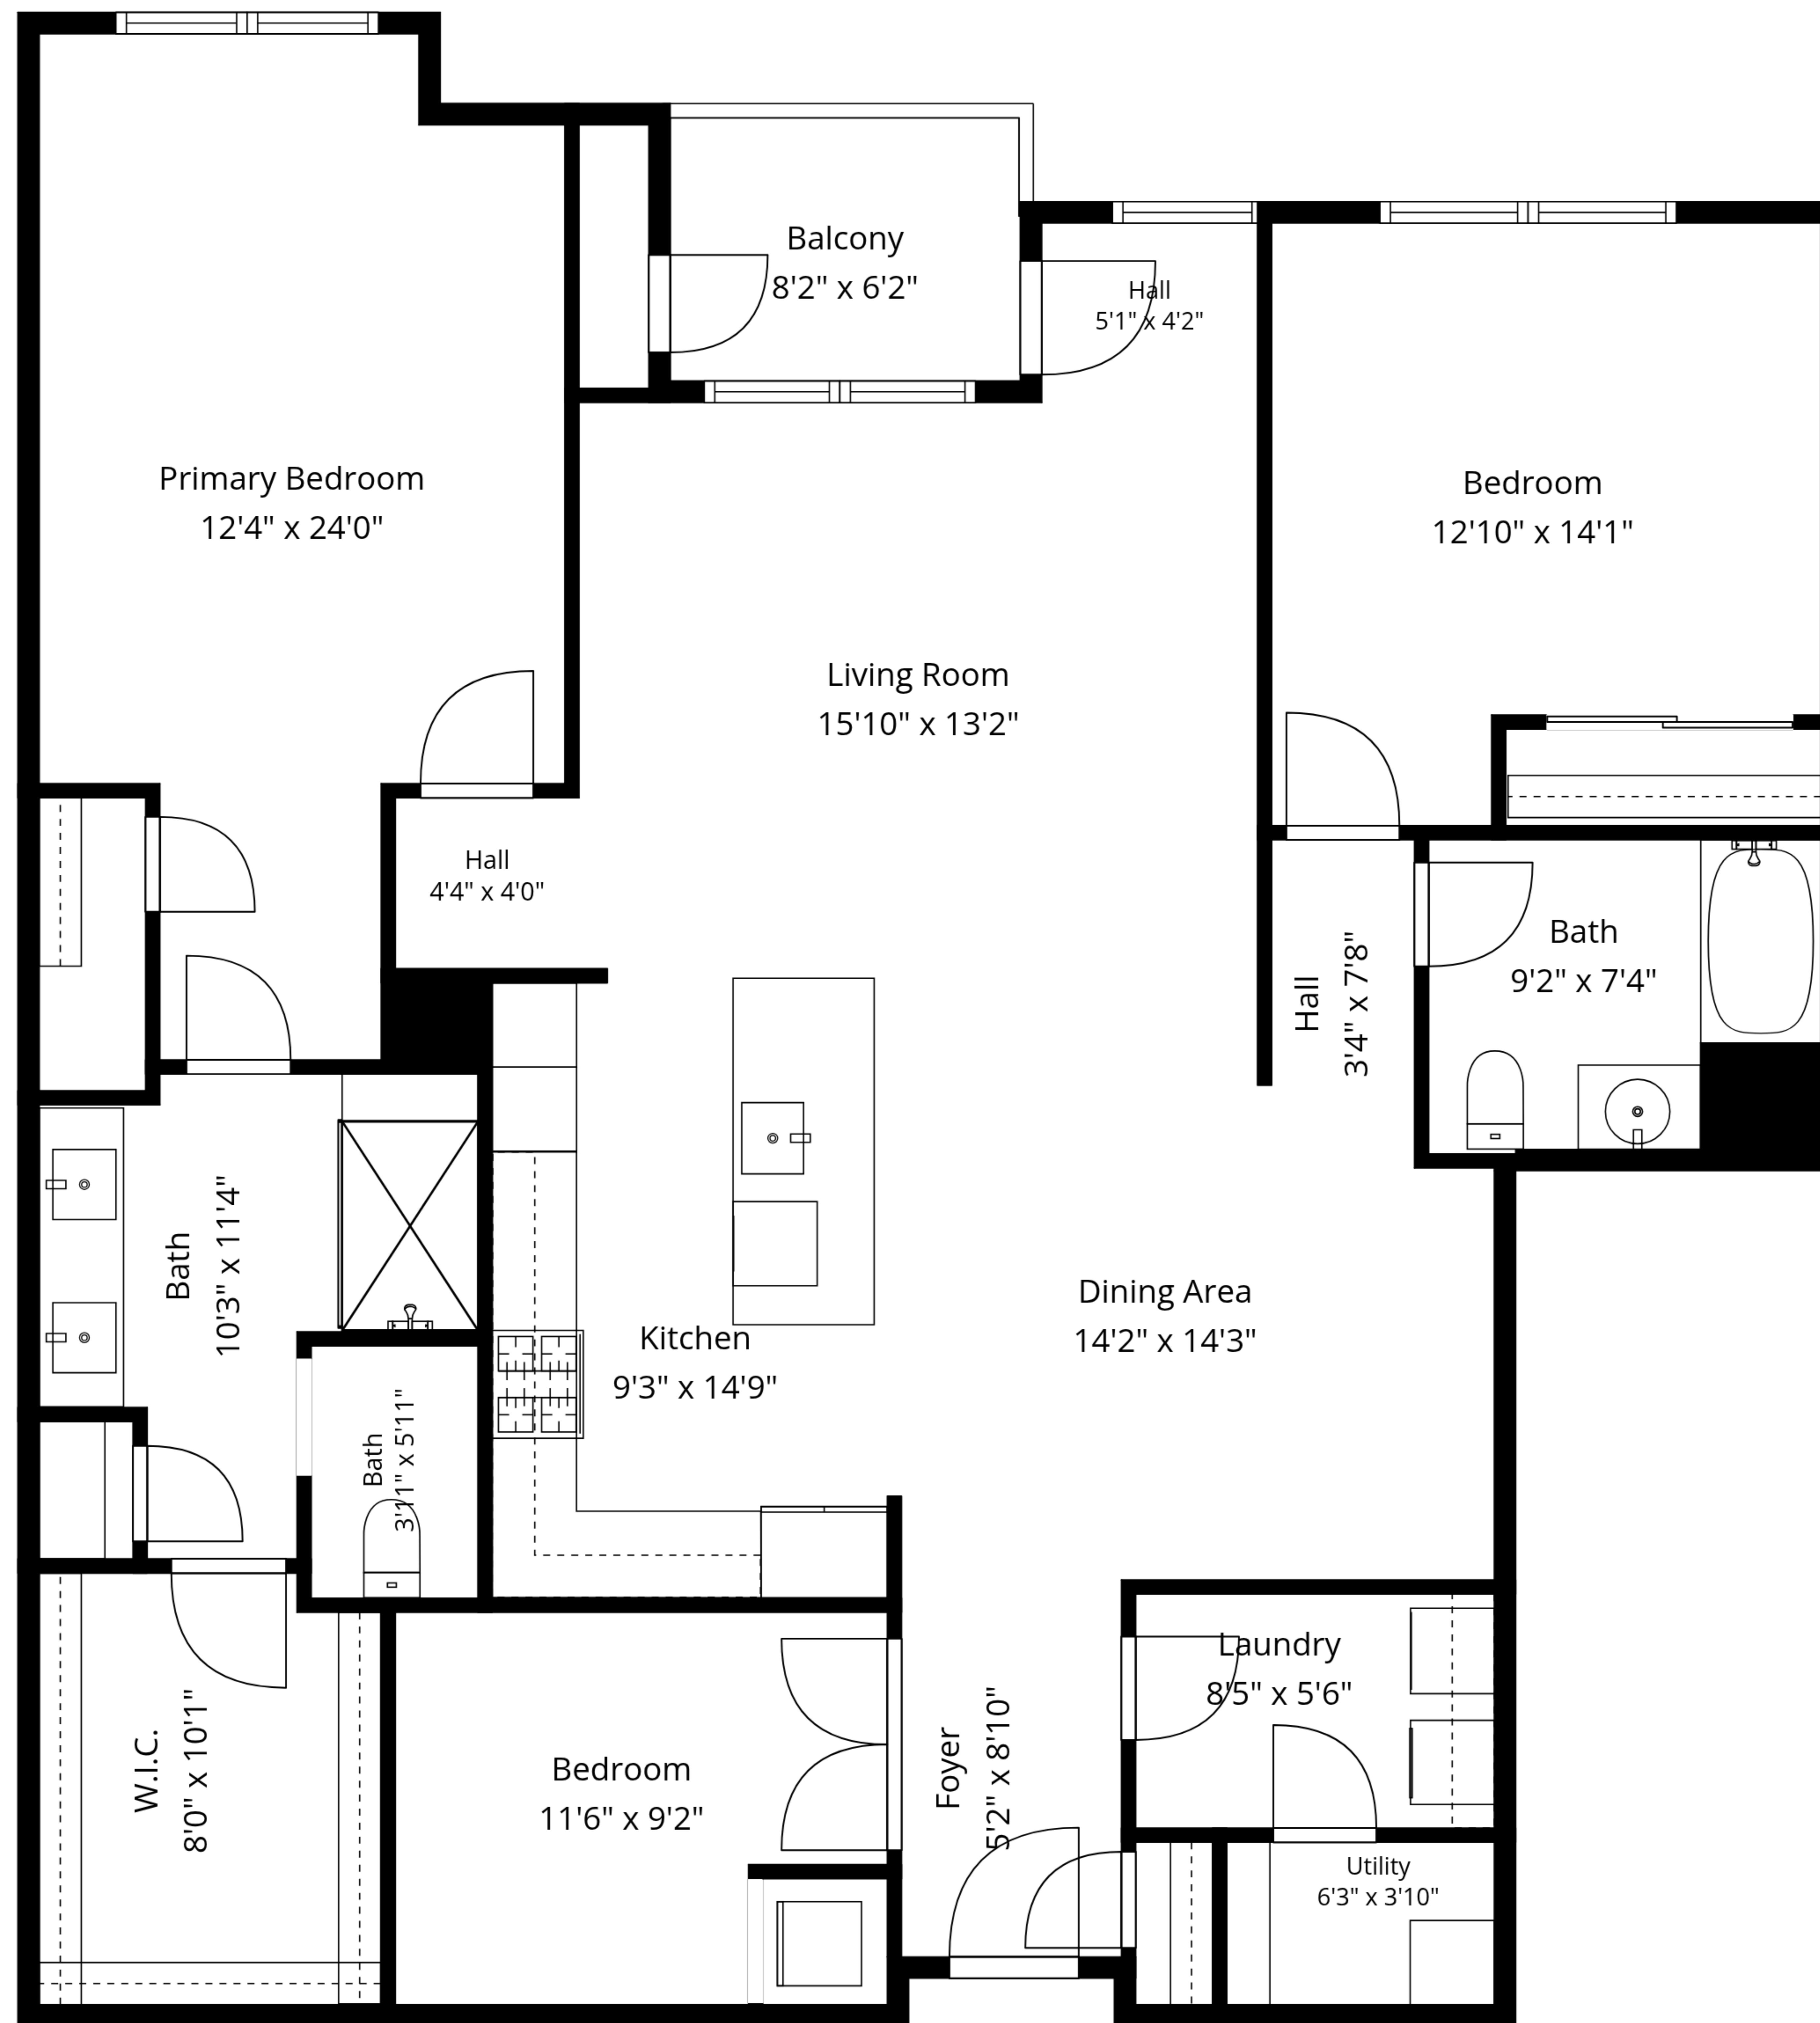 Balcony
8'2" x 6'2"
Hall
5'1" x 4'2"
Primary Bedroom
12'4" x 24'0"
Bedroom
12'10" x 14'1"
Living Room
15'10" x 13'2"
Hall
4'4" x 4'0"
Hall
3'4" x 7'8"
Bath
9'2" x 7'4"
Bath
10'3" x 11'4"
Dining Area
14'2" x 14'3"
Kitchen
9'3" x 14'9"
Bath
3'11" x 5'11"
Laundry
8'5" x 5'6"
W.I.C.
8'0" x 10'1"
Bedroom
11'6" x 9'2"
Foyer
5'2" x 8'10"
Utility
6'3" x 3'10"